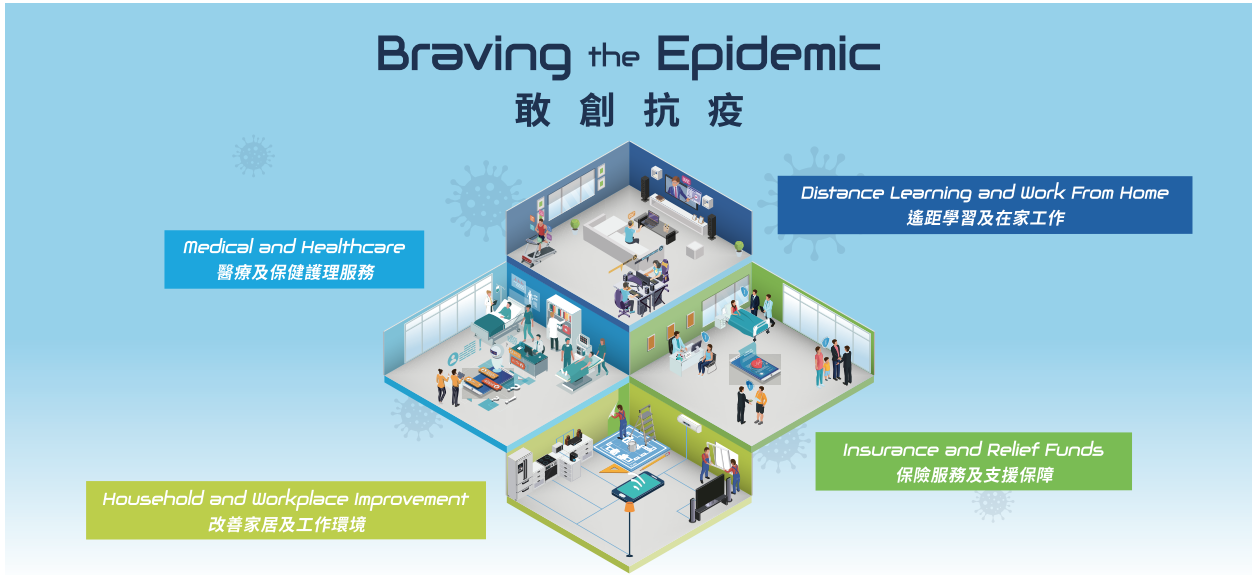 Braving the Epidemic
敢創抗疫
Distance Learning and Work From Home
遙距學習及在家工作
Medical and Healthcare
醫療及保健護理服務
Insurance and Relief Funds
保險服務及支援保障
Household and Workplace Improvement
改善家居及工作環境